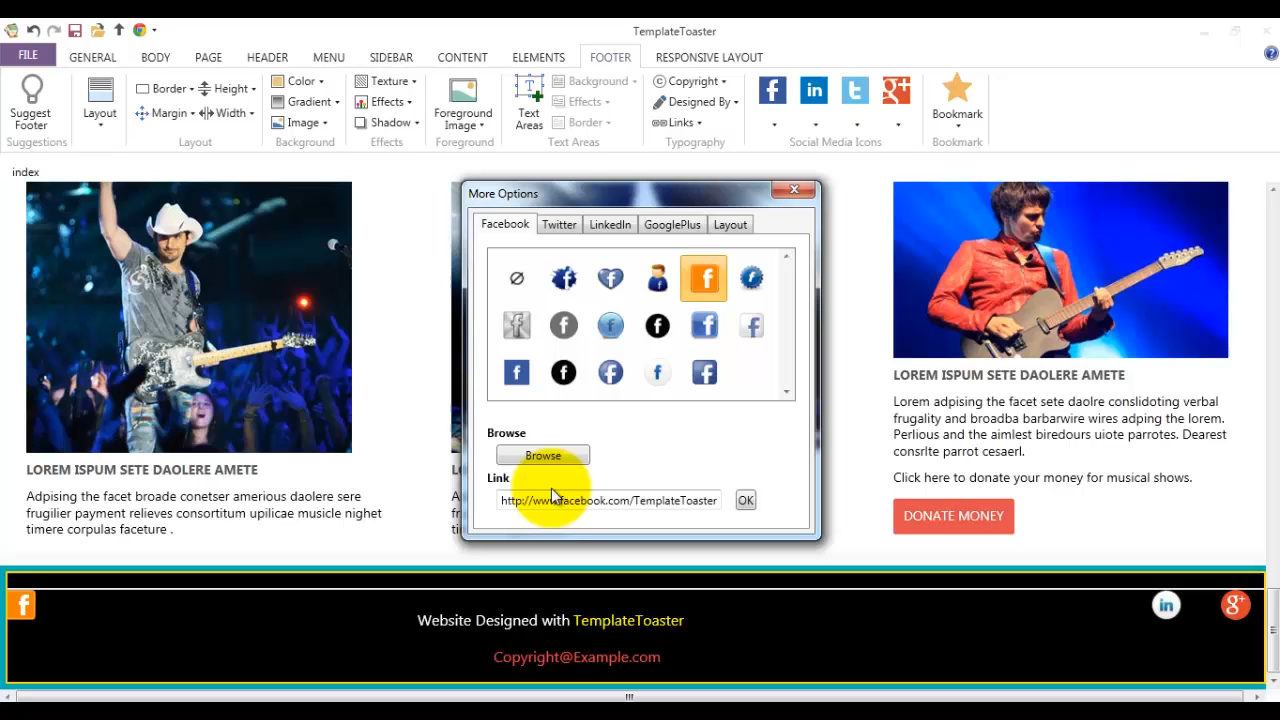 TemplateToaster
FILE GENERAL BODY PAGE HEADER MENU SIDEBAR CONTENT ELEMENTS FOOTER RESPONSIVE LAYOUT
Suggest Footer
Suggestions
Layout
Border Height
Margin Width
Layout
Color
Gradient
Image
Background
Texture
Effects
Shadow
Effects
Foreground Image
Foreground
Text Areas
Background
Effects
Border
Text Areas
Copyright
Designed By
Links
Typography
Social Media Icons
Bookmark
Bookmark
index
More Options
Facebook Twitter LinkedIn GooglePlus Layout
Browse
Browse
Link
facebook.com/TemplateToaster OK
LOREM ISPUM SETE DAOLERE AMETE
Adpising the facet broade conetser amerious daolere sere
frugilier payment relieves consortitum upilicae musicle nighet
timere corpulas faceture .
LOREM ISPUM SETE DAOLERE AMETE
Lorem adpising the facet sete daolre conslidoting verbal
frugality and broadba barbarwire wires adping the lorem.
Perlious and the aimlest biredours uiote parrotes. Dearest
consrlte parrot cesaerl.
Click here to donate your money for musical shows.
DONATE MONEY
Website Designed with TemplateToaster
Copyright@Example.com